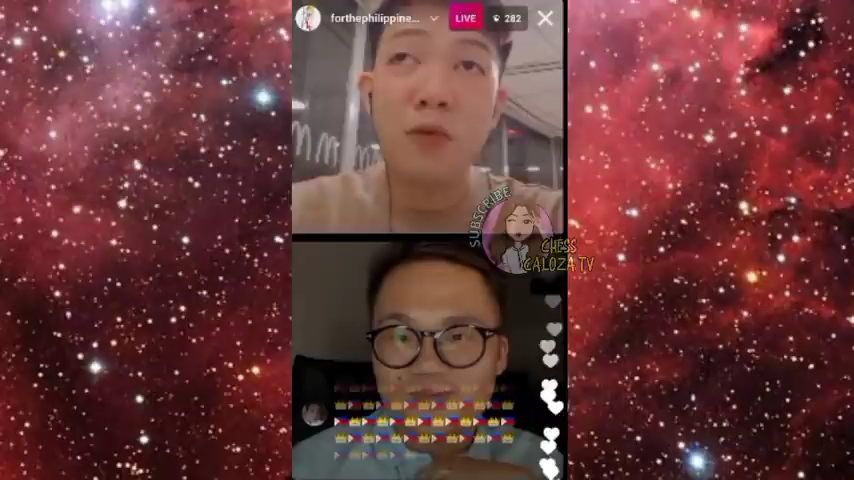 forthephilippine...
LIVE
282
SUBSCRIBE
CHESS
CALOZA TV